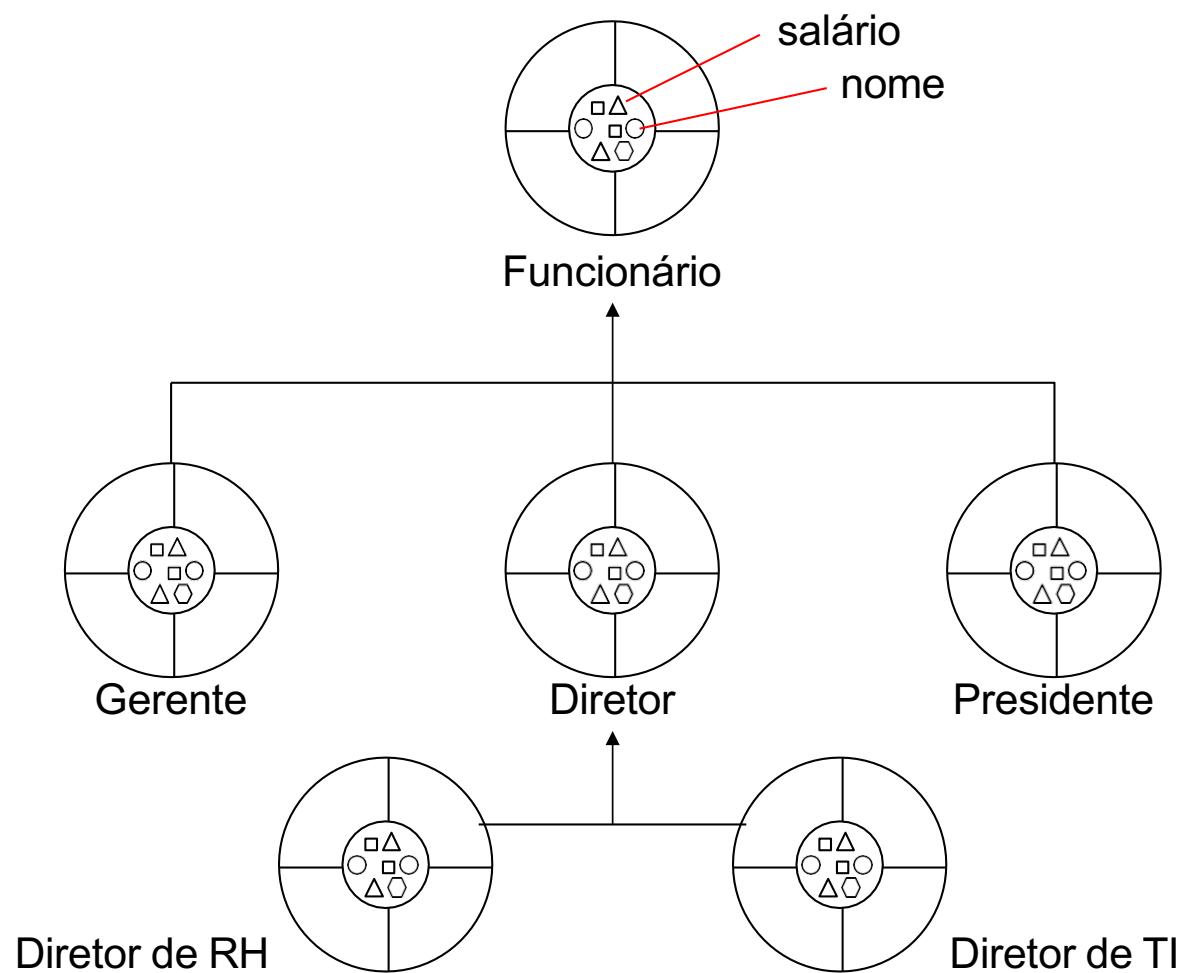 salário
nome
Funcionário
Gerente
Diretor
Presidente
Diretor de RH
Diretor de TI